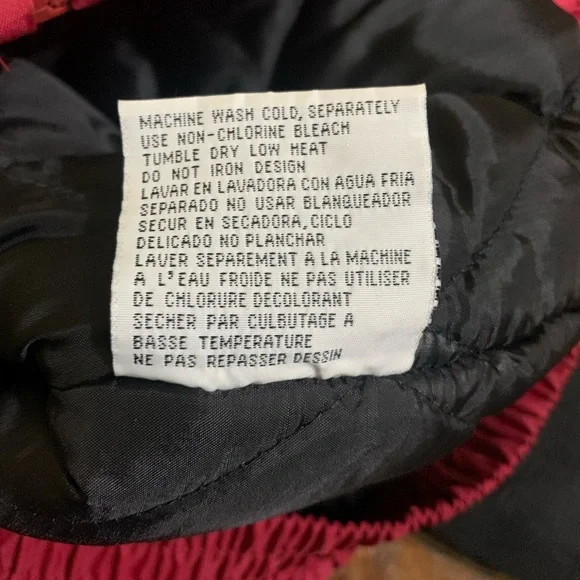 MACHINE WASH COLD, SEPARATELY
USE NON-CHLORINE BLEACH
TUMBLE DRY LOW HEAT
DO NOT IRON DESIGN
LAVAR EN LAVADORA CON AGUA FRIA
SEPARADO NO USAR BLANQUEADOR
SECUR EN SECADORA, CICLO
DELICADO NO PLANCHAR
LAVER SEPAREMENT A LA MACHINE
A L'EAU FROIDE NE PAS UTILISER
DE CHLORURE DECOLORANT
SECHER PAR CULBUTAGE A
BASSE TEMPERATURE
NE PAS REPASSER DESSIN